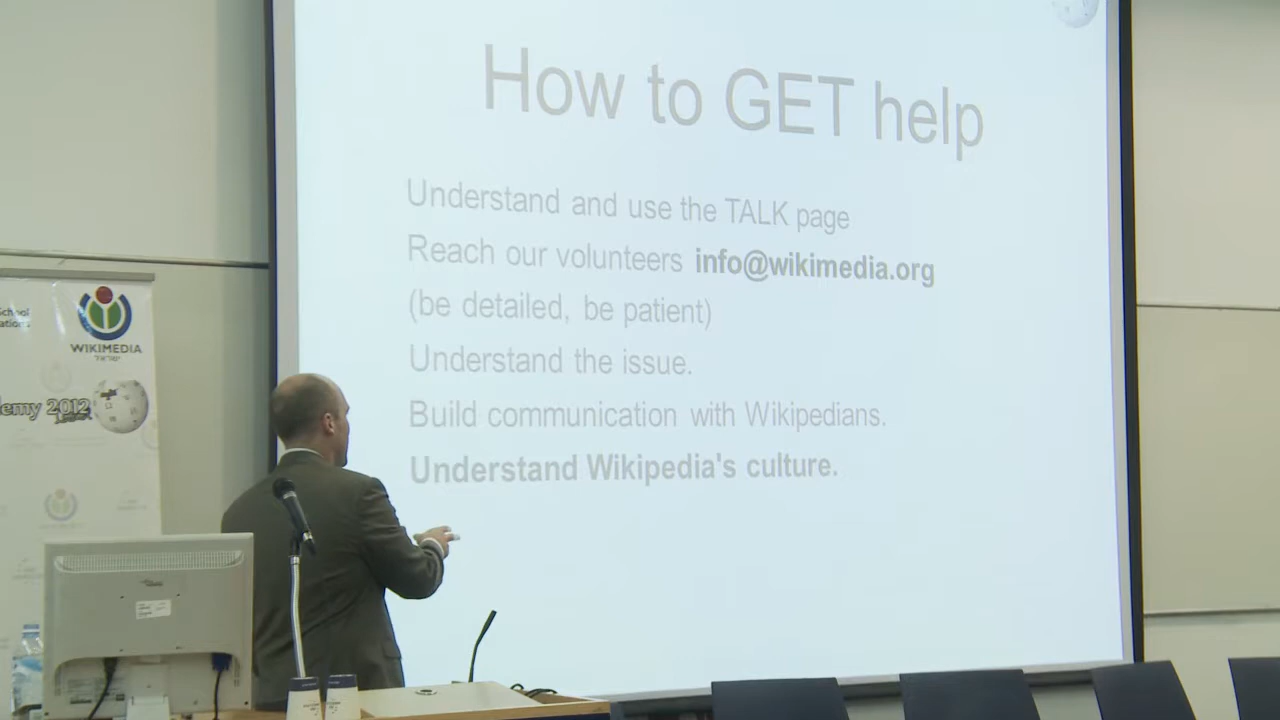 How to GET help
Understand and use the TALK page
Reach our volunteers info@wikimedia.org
(be detailed, be patient)
Understand the issue.
Build communication with Wikipedians.
Understand Wikipedia's culture.
WIKIMEDIA
ישראל
2012